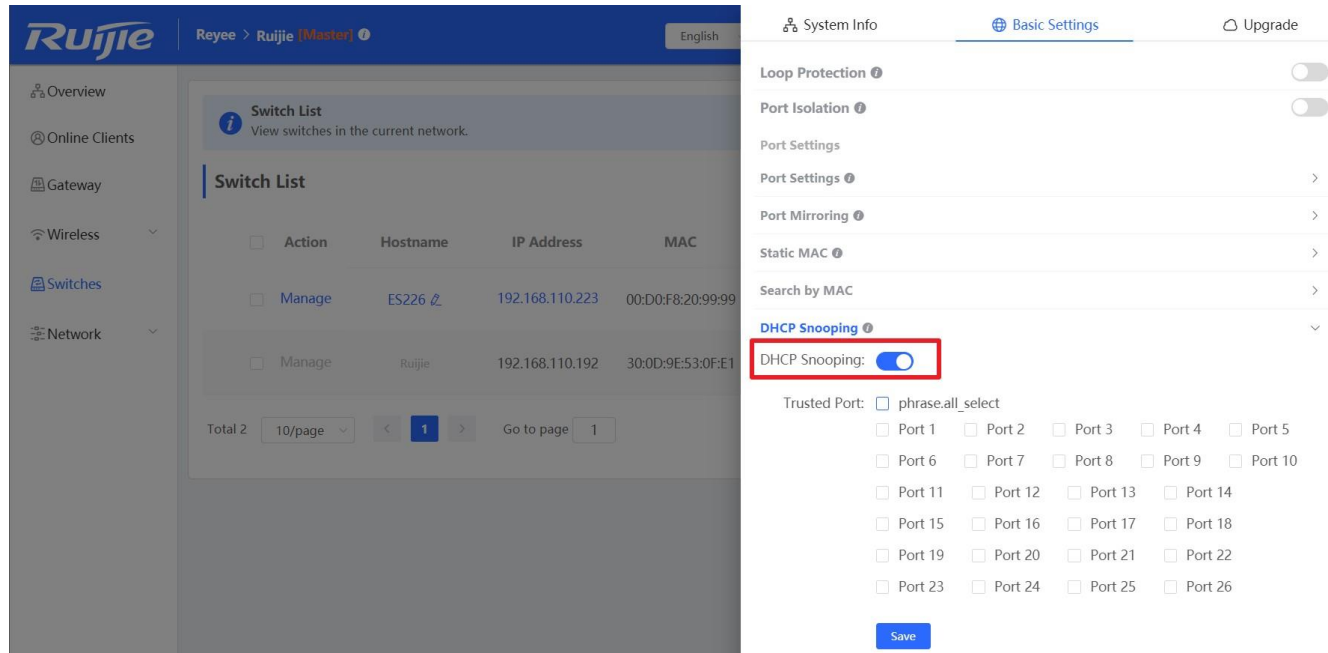 Ruijie
Reyee > Ruijie [Master]
English
Overview
Online Clients
Gateway
Wireless
Switches
Network
Switch List
View switches in the current network.
Switch List
Action Hostname IP Address MAC
Manage ES226 192.168.110.223 00:D0:F8:20:99:99
Manage Ruijie 192.168.110.192 30:0D:9E:53:0F:E1
Total 2 10/page < 1 > Go to page 1
System Info Basic Settings Upgrade
Loop Protection
Port Isolation
Port Settings
Port Settings
Port Mirroring
Static MAC
Search by MAC
DHCP Snooping
DHCP Snooping:
Trusted Port: phrase.all_select
Port 1 Port 2 Port 3 Port 4 Port 5
Port 6 Port 7 Port 8 Port 9 Port 10
Port 11 Port 12 Port 13 Port 14
Port 15 Port 16 Port 17 Port 18
Port 19 Port 20 Port 21 Port 22
Port 23 Port 24 Port 25 Port 26
Save